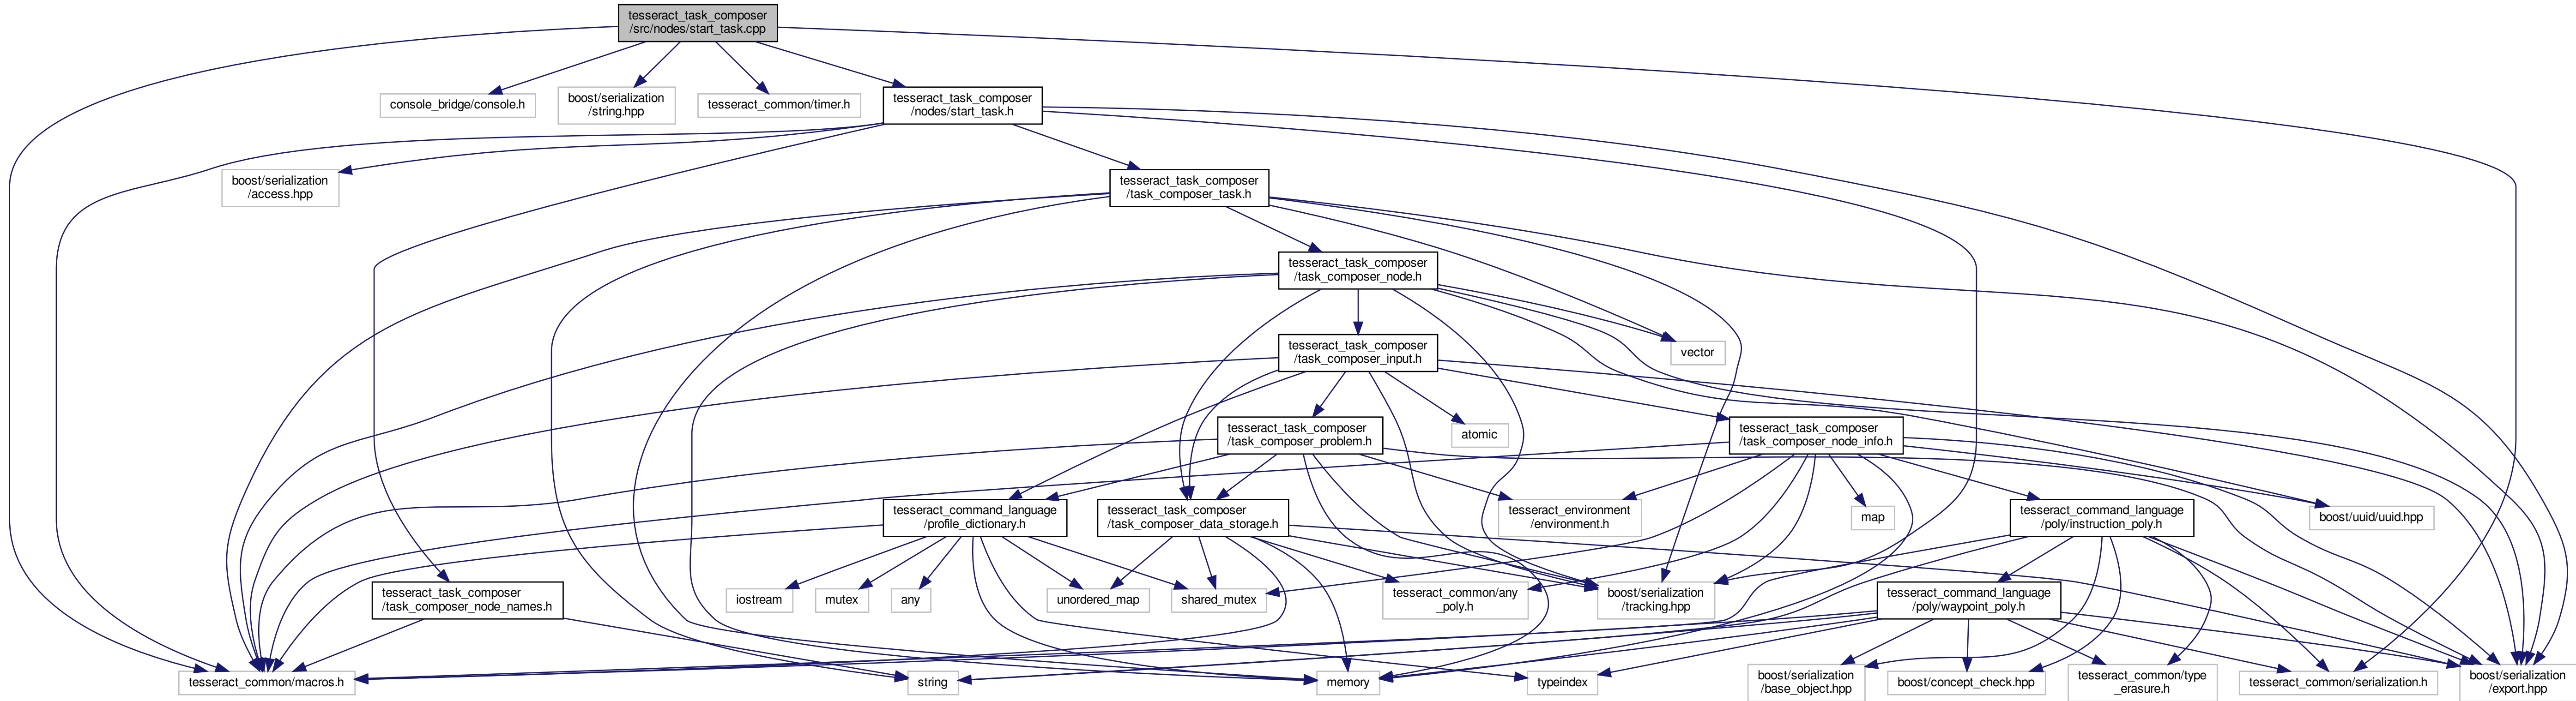 tesseract_task_composer
/src/nodes/start_task.cpp
console_bridge/console.h
boost/serialization
/string.hpp
tesseract_common/timer.h
tesseract_task_composer
/nodes/start_task.h
boost/serialization
/access.hpp
tesseract_task_composer
/task_composer_task.h
tesseract_task_composer
/task_composer_node.h
tesseract_task_composer
/task_composer_input.h
vector
tesseract_task_composer
/task_composer_problem.h
atomic
tesseract_task_composer
/task_composer_node_info.h
tesseract_command_language
/profile_dictionary.h
tesseract_task_composer
/task_composer_data_storage.h
tesseract_environment
/environment.h
map
tesseract_command_language
/poly/instruction_poly.h
boost/uuid/uuid.hpp
tesseract_task_composer
/task_composer_node_names.h
iostream
mutex
any
unordered_map
shared_mutex
tesseract_common/any
_poly.h
boost/serialization
/tracking.hpp
tesseract_command_language
/poly/waypoint_poly.h
tesseract_common/macros.h
string
memory
typeindex
boost/serialization
/base_object.hpp
boost/concept_check.hpp
tesseract_common/type
_erasure.h
tesseract_common/serialization.h
boost/serialization
/export.hpp